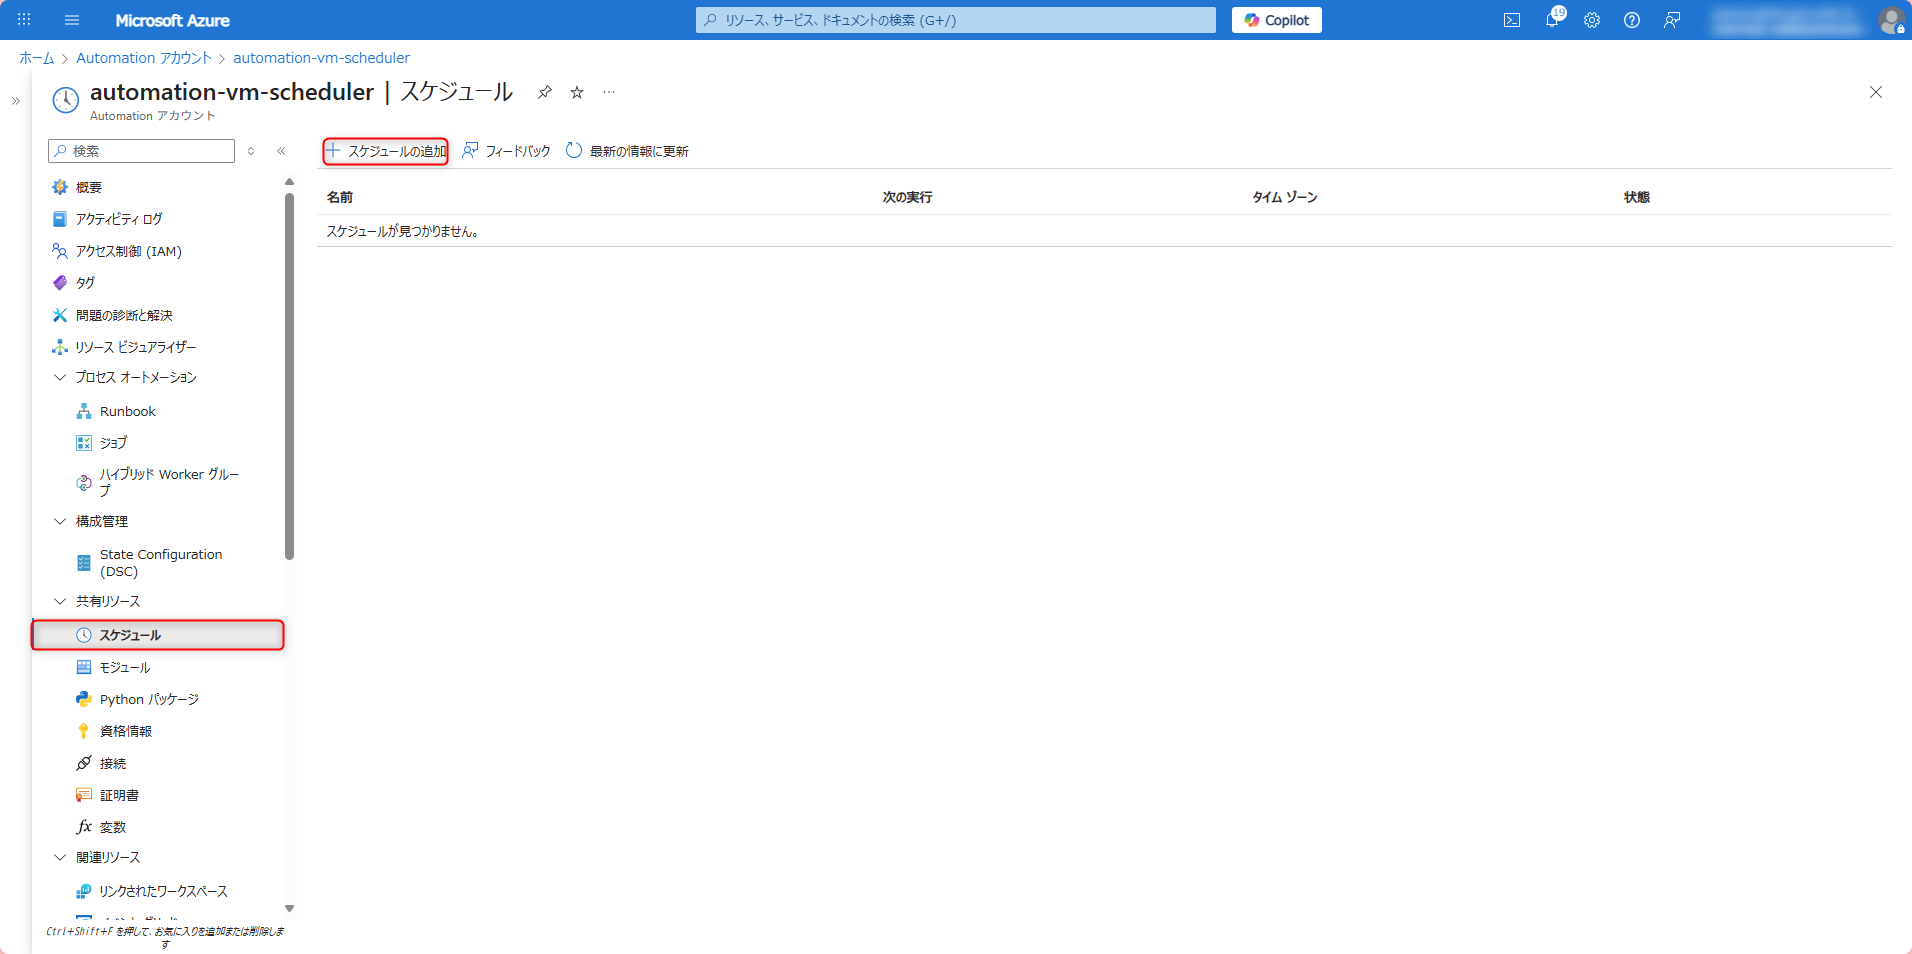 Microsoft Azure
リソース、サービス、ドキュメントの検索 (G+/)
Copilot
19
ホーム > Automation アカウント > automation-vm-scheduler
automation-vm-scheduler | スケジュール
Automation アカウント
検索
スケジュールの追加
フィードバック
最新の情報に更新
名前
次の実行
タイム ゾーン
状態
スケジュールが見つかりません。
概要
アクティビティ ログ
アクセス制御 (IAM)
タグ
問題の診断と解決
リソース ビジュアライザー
プロセス オートメーション
Runbook
ジョブ
ハイブリッド Worker グルー
プ
構成管理
State Configuration
(DSC)
共有リソース
スケジュール
モジュール
Python パッケージ
資格情報
接続
証明書
fx 変数
関連リソース
リンクされたワークスペース
Ctrl+Shift+F を押して、お気に入りを追加または削除しま
す